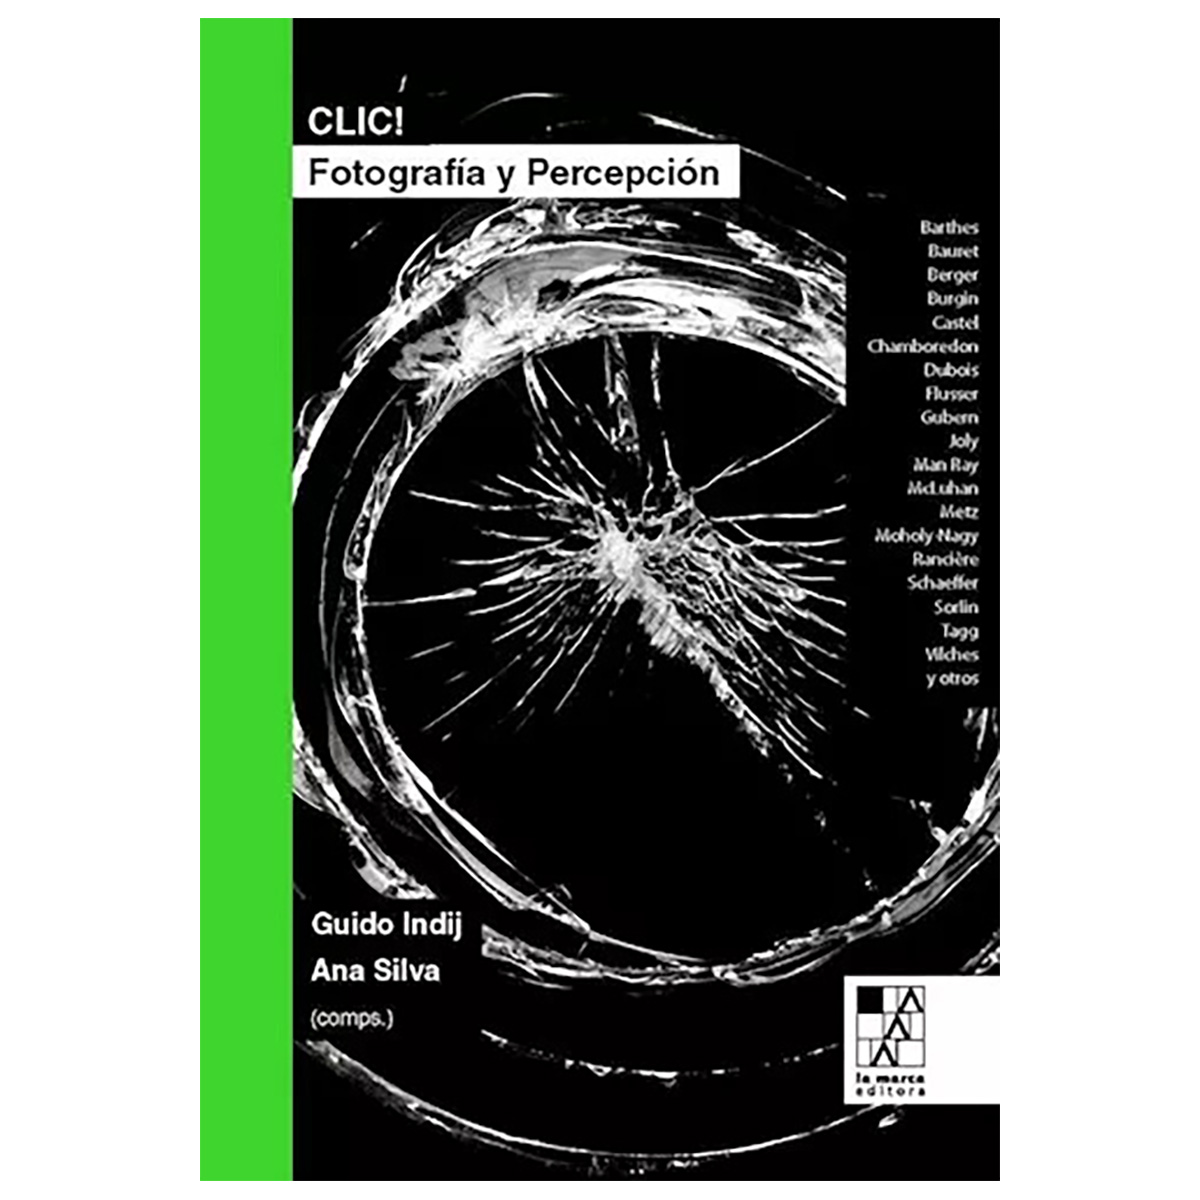 CLIC!
Fotografía y Percepción
Barthes
Bauret
Berger
Burgin
Castel
Chamboredon
Dubois
Flusser
Gubern
Joly
Man Ray
McLuhan
Metz
Moholy-Nagy
Rancière
Schaeffer
Sorlin
Tagg
Vilches
y otros
Guido Indij
Ana Silva
(comps.)
la marca
editora